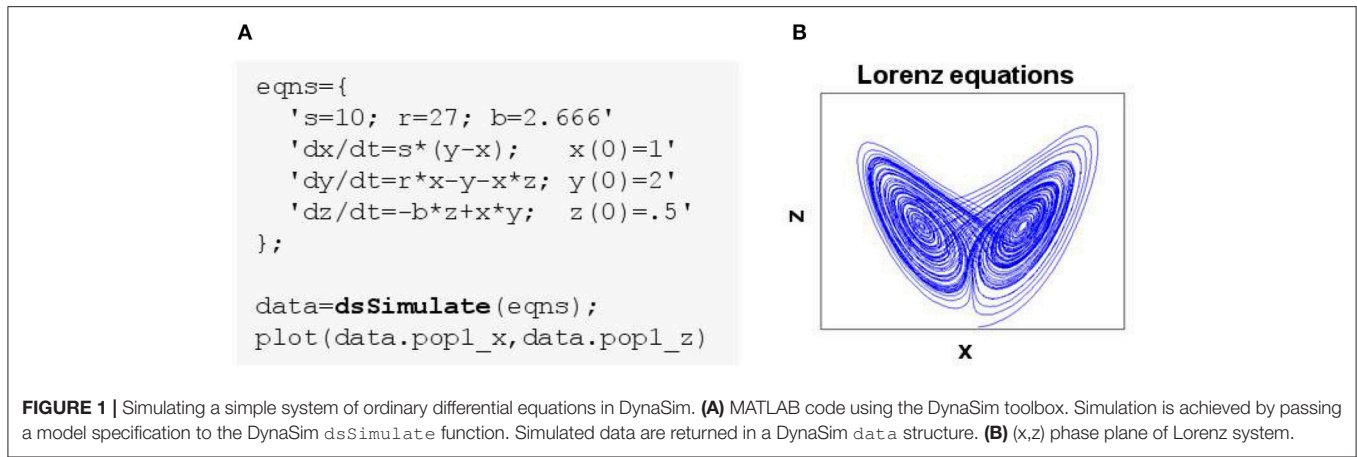 A
eqns={
's=10; r=27; b=2.666'
'dx/dt=s*(y-x);   x(0)=1'
'dy/dt=r*x-y-x*z; y(0)=2'
'dz/dt=-b*z+x*y;  z(0)=.5'
};
data=dsSimulate(eqns);
plot(data.pop1_x,data.pop1_z)
B
Lorenz equations
z
x
FIGURE 1 | Simulating a simple system of ordinary differential equations in DynaSim. (A) MATLAB code using the DynaSim toolbox. Simulation is achieved by passing
a model specification to the DynaSim dsSimulate function. Simulated data are returned in a DynaSim data structure. (B) (x,z) phase plane of Lorenz system.